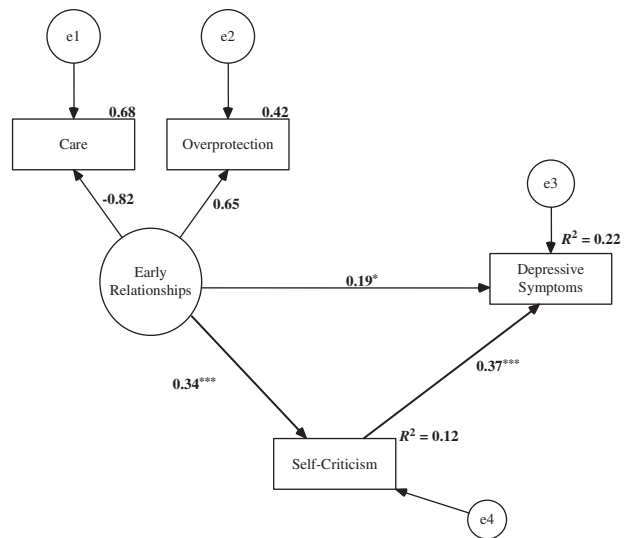 e1
e2
0.68
0.42
Care
Overprotection
-0.82
0.65
e3
R² = 0.22
Early
Relationships
Depressive
Symptoms
0.19*
0.34***
0.37***
R² = 0.12
Self-Criticism
e4